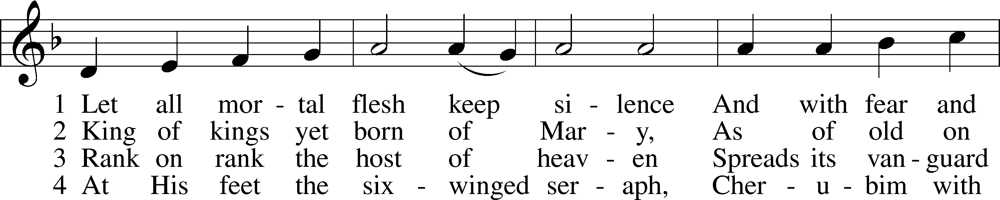 1 Let all mor - tal flesh keep si - lence And with fear and
2 King of kings yet born of Mar - y, As of old on
3 Rank on rank the host of heav - en Spreads its van - guard
4 At His feet the six - winged ser - aph, Cher - u - bim with